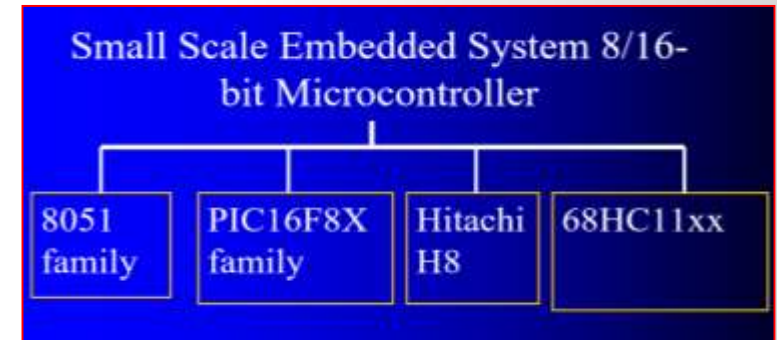 Small Scale Embedded System 8/16-
bit Microcontroller
8051
family
PIC16F8X
family
Hitachi
H8
68HC11xx